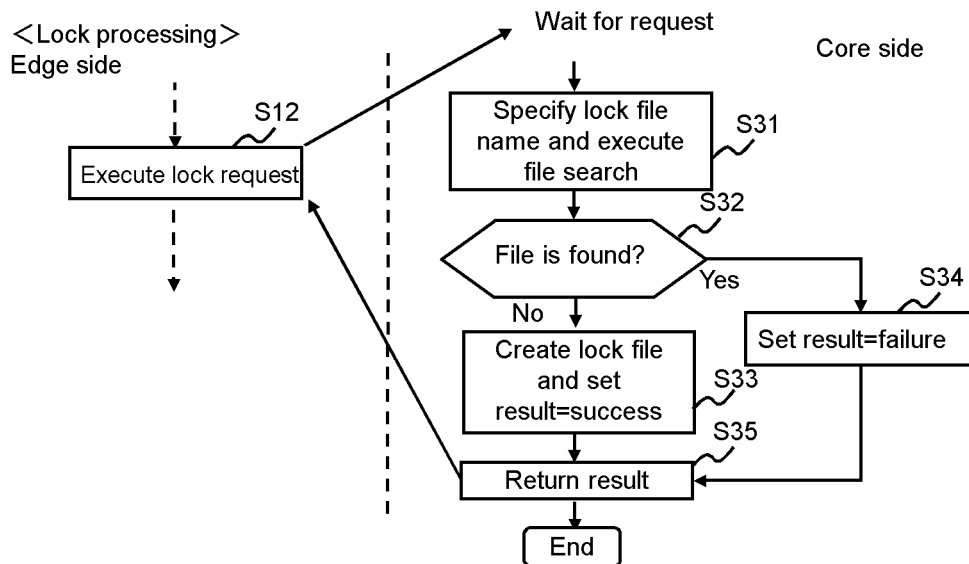 ＜Lock processing＞
Edge side
Wait for request
Core side
S12
Execute lock request
Specify lock file
name and execute
file search
S31
S32
File is found?
Yes
No
S34
Set result=failure
Create lock file
and set
result=success
S33
S35
Return result
End